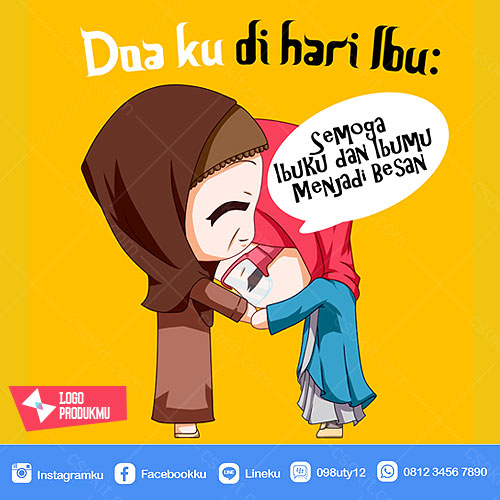 Doa ku di hari Ibu:
Semoga
Ibuku dan Ibumu
Menjadi Besan
LOGO
PRODUKMU
Instagramku
Facebookku
LINE
Lineku
098uty12
0812 3456 7890